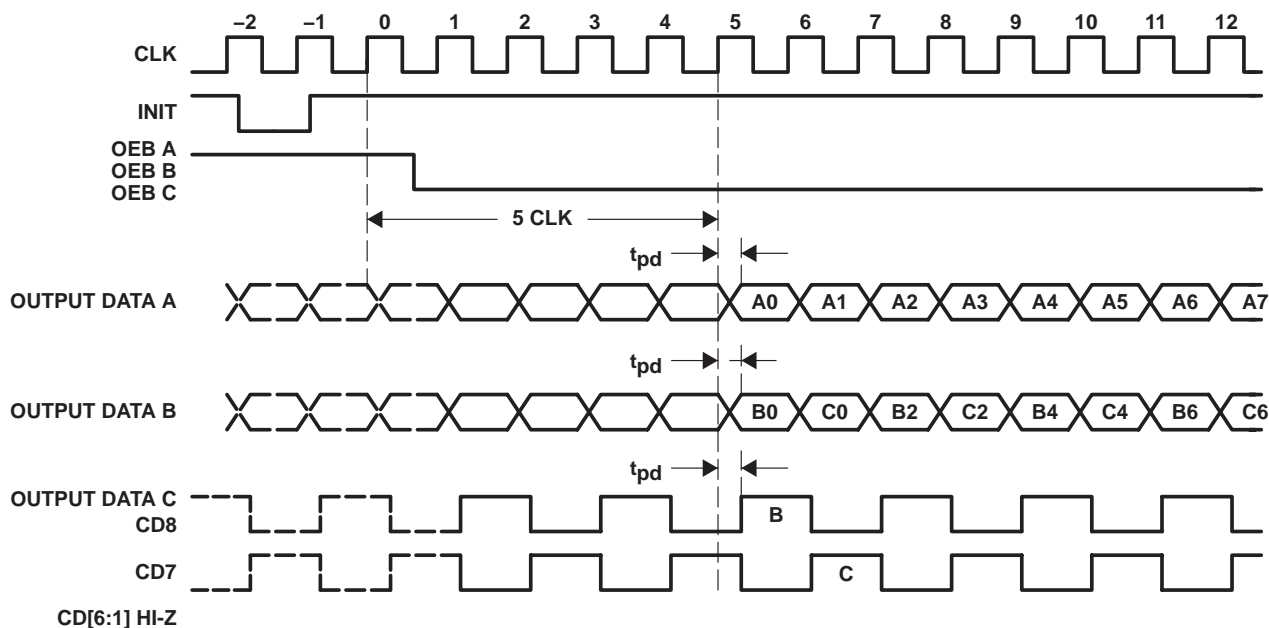 –2 –1 0 1 2 3 4 5 6 7 8 9 10 11 12
CLK
INIT
OEB A
OEB B
OEB C
5 CLK
tpd
OUTPUT DATA A A0 A1 A2 A3 A4 A5 A6 A7
tpd
OUTPUT DATA B B0 C0 B2 C2 B4 C4 B6 C6
tpd
OUTPUT DATA C
CD8 B
CD7 C
CD[6:1] HI-Z